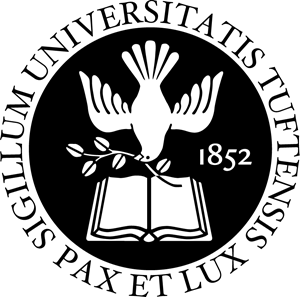 SIGILLUM UNIVERSITATIS TUFTENSIS
1852
PAX ET LUX